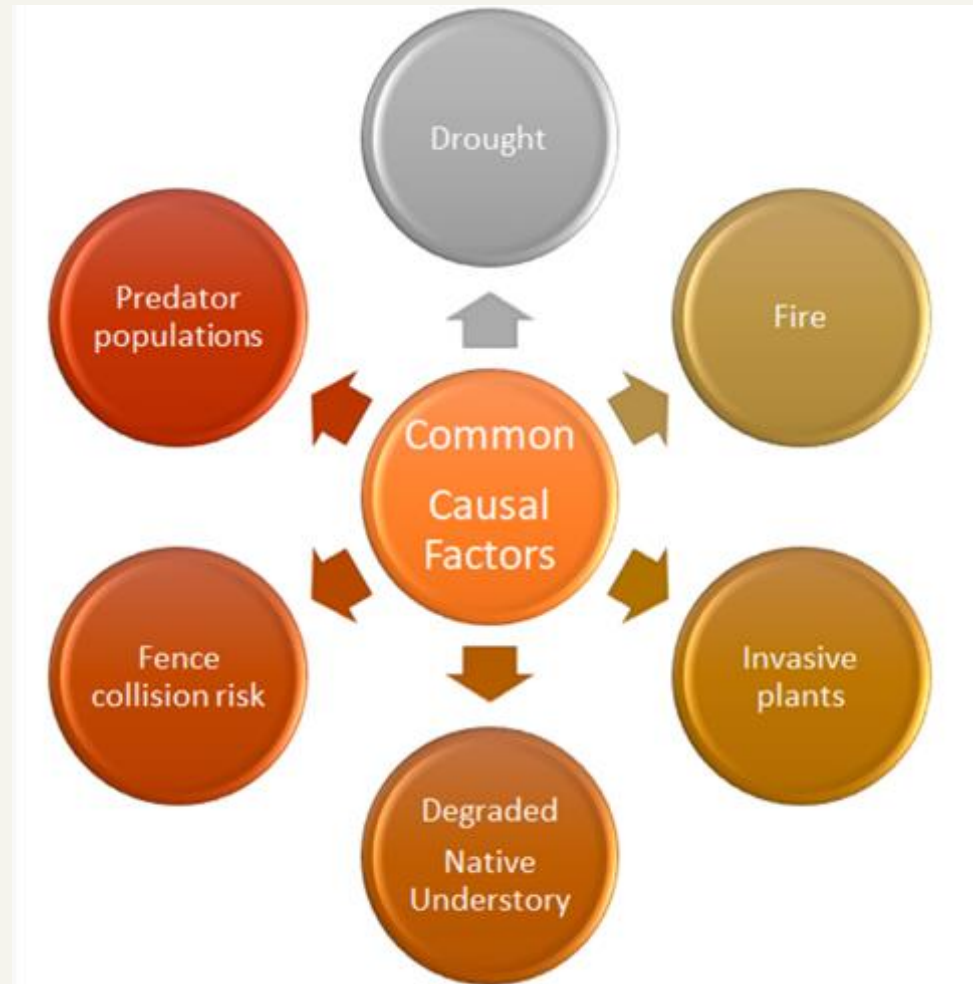 Drought
Predator
populations
Fire
Common
Causal
Factors
Fence
collision risk
Invasive
plants
Degraded
Native
Understory